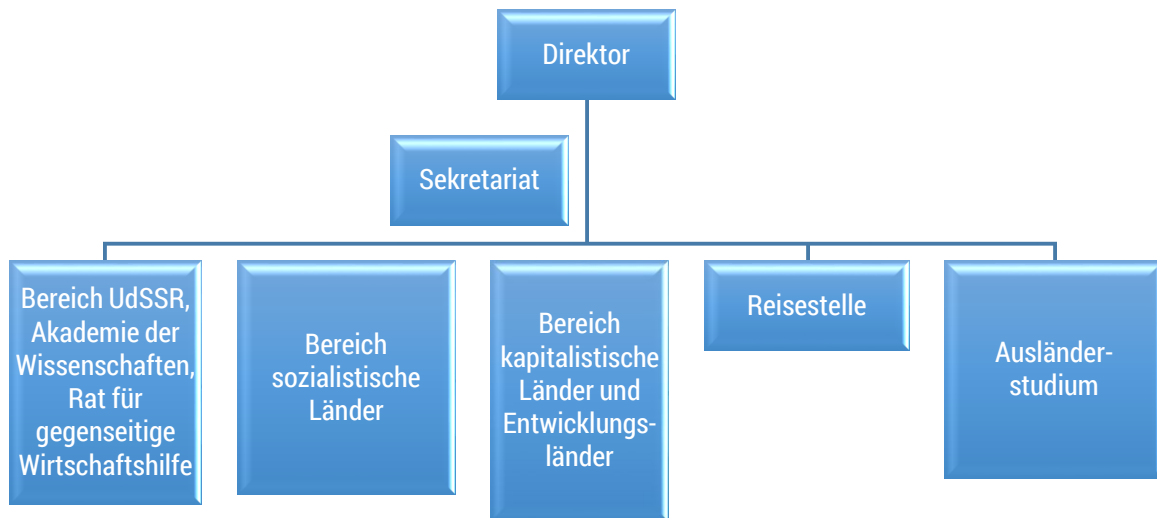 Direktor
Sekretariat
Bereich UdSSR,
Akademie der
Wissenschaften,
Rat für
gegenseitige
Wirtschaftshilfe
Bereich
sozialistische
Länder
Bereich
kapitalistische
Länder und
Entwicklungs-
länder
Reisestelle
Ausländer-
studium